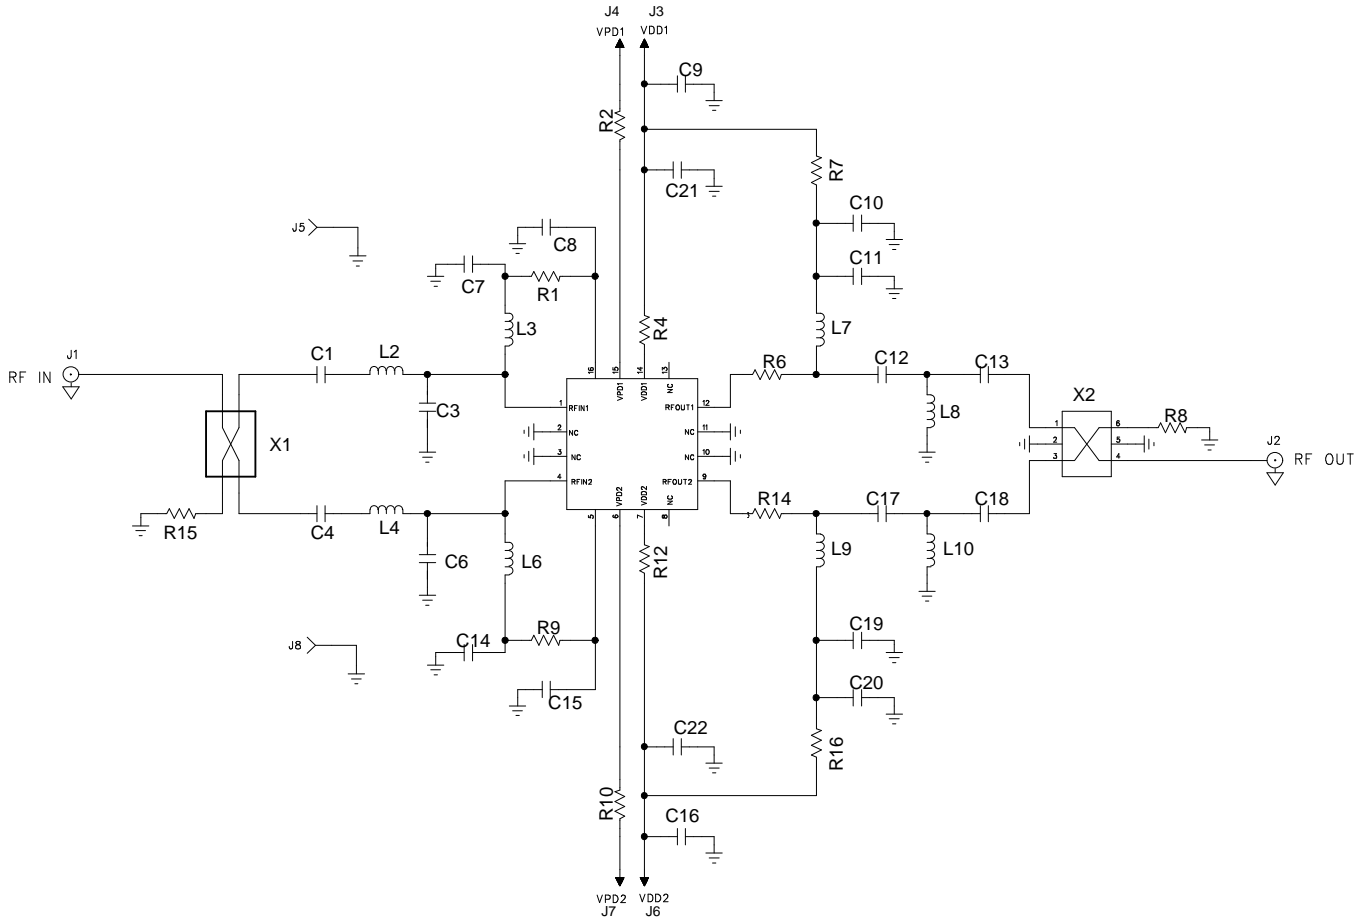 J4
J3
VPD1
VDD1
C9
R2
C21
R7
J5
C8
C10
C7
C11
R1
L3
R4
L7
J1
RF IN
C1
L2
C3
R6
C12
C13
L8
16
15
14
13
VPD1
VDD1
NC
1
RFIN1
RFOUT1
12
2
NC
NC
11
3
NC
NC
10
4
RFIN2
RFOUT2
9
VPD2
VDD2
NC
5
6
7
8
X1
X2
R8
1
6
2
5
3
4
J2
RF OUT
R15
C4
L4
C6
L6
R12
R14
C17
C18
L9
L10
J8
C14
R9
C15
C19
C20
C22
R16
R10
C16
VPD2
VDD2
J7
J6